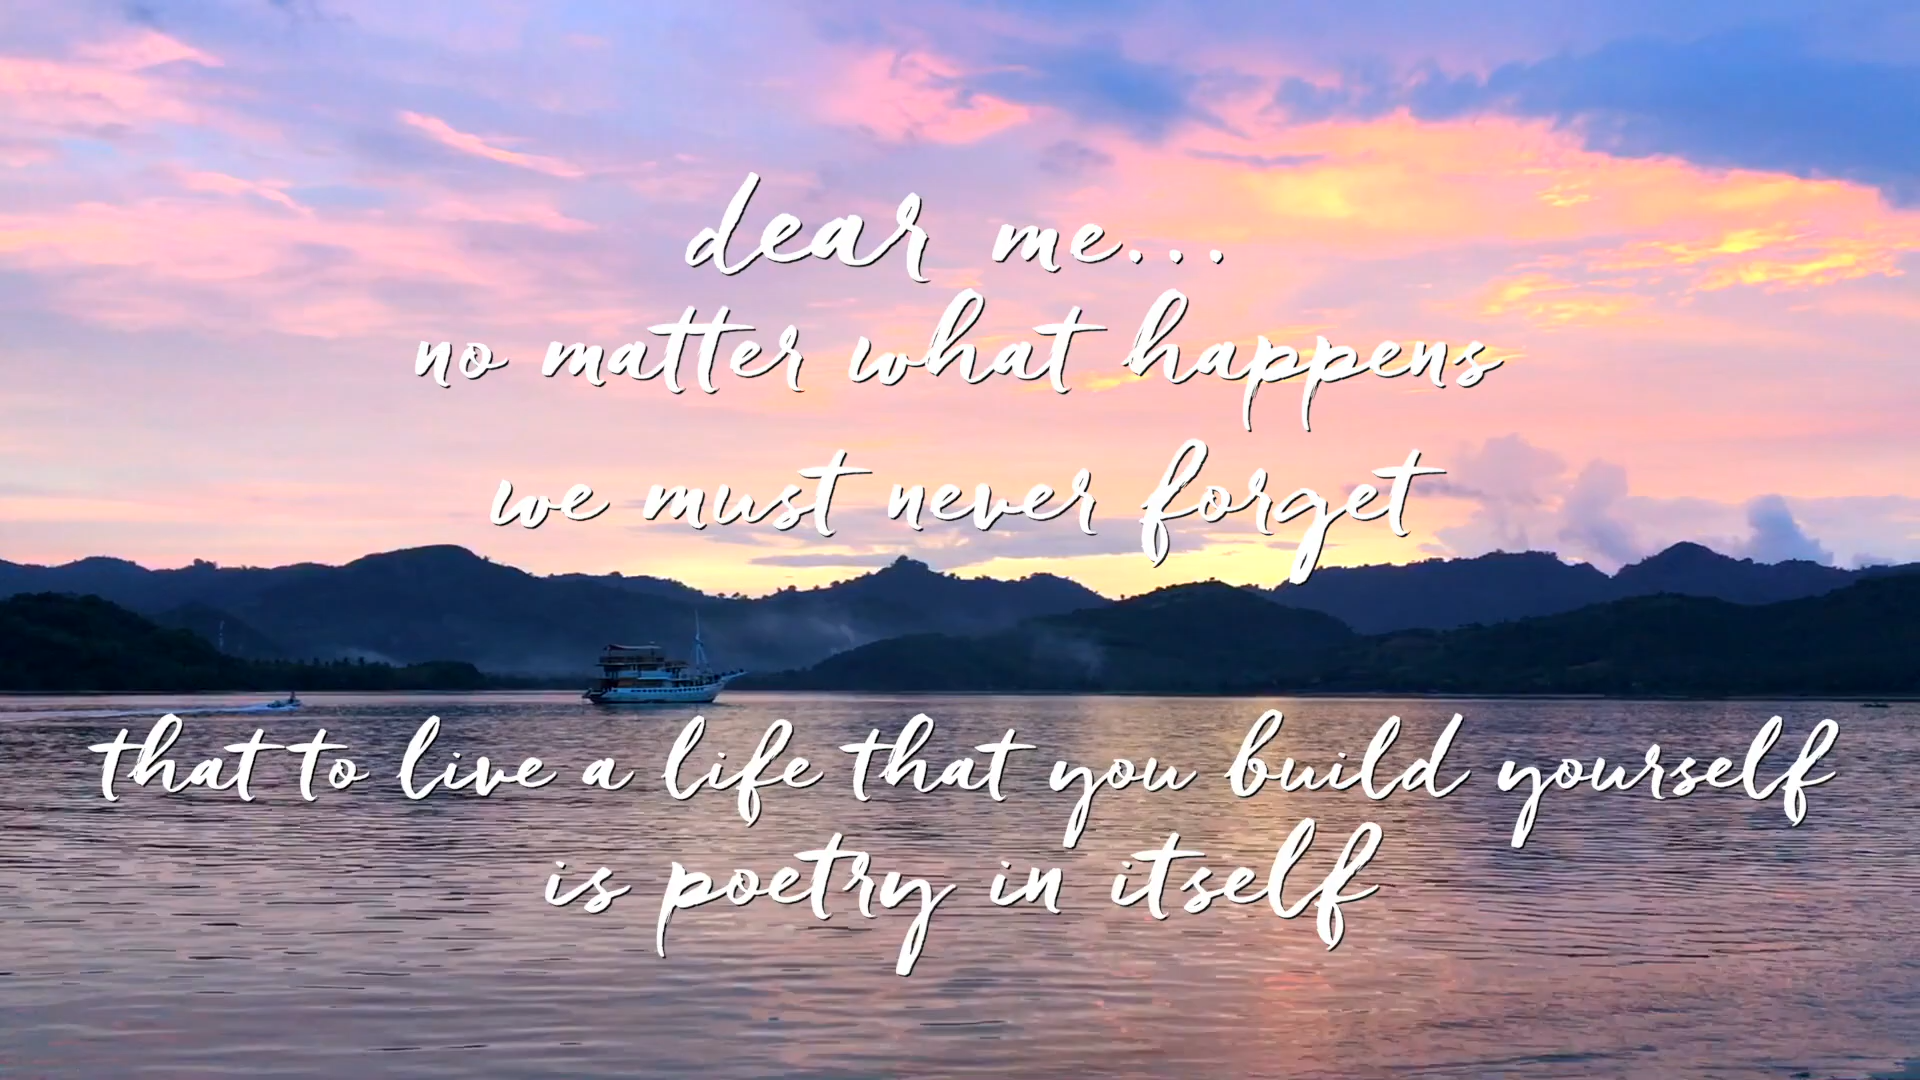 dear me...
no matter what happens
we must never forget
that to live a life that you build yourself
is poetry in itself